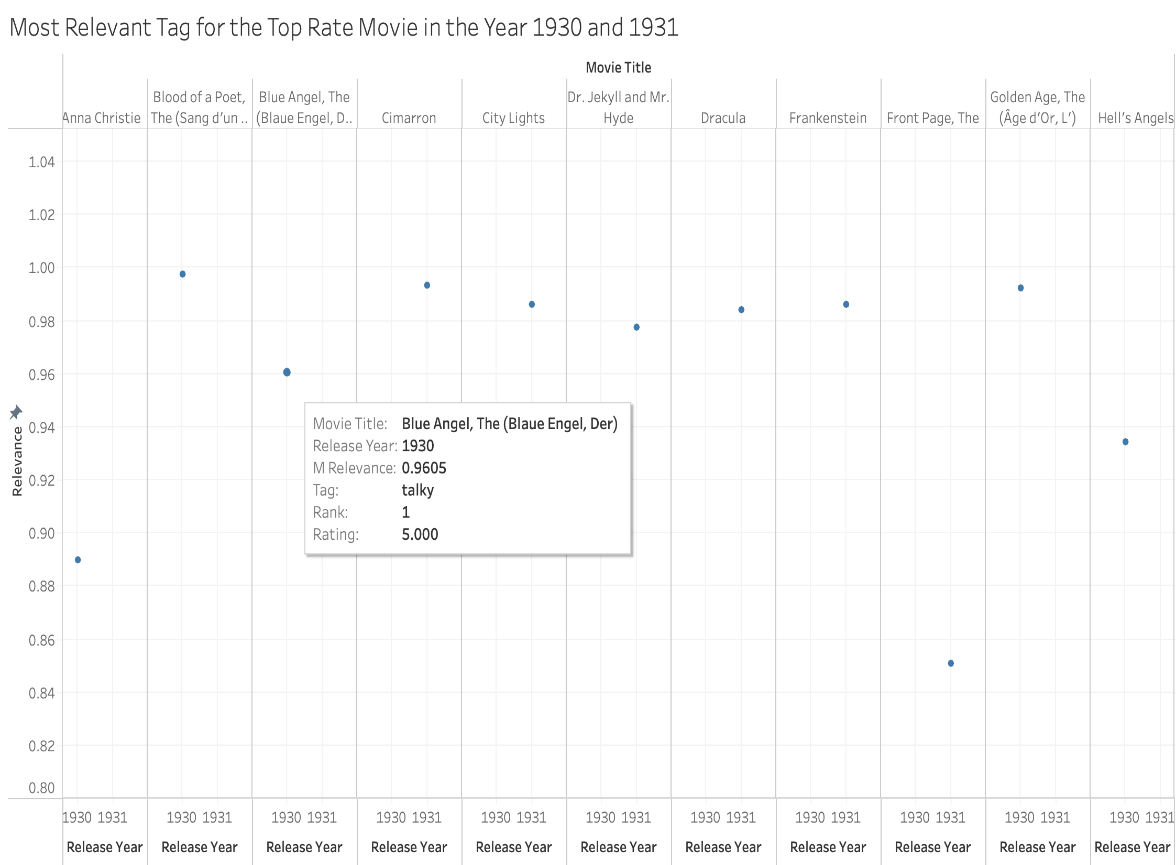 Most Relevant Tag for the Top Rate Movie in the Year 1930 and 1931
Movie Title
Anna Christie
Blood of a Poet,
The (Sang d'un ..
Blue Angel, The
(Blaue Engel, D..
Cimarron
City Lights
Dr. Jekyll and Mr.
Hyde
Dracula
Frankenstein
Front Page, The
Golden Age, The
(Âge d'Or, L')
Hell's Angels
Relevance
1.04
1.02
1.00
0.98
0.96
0.94
0.92
0.90
0.88
0.86
0.84
0.82
0.80
Movie Title: Blue Angel, The (Blaue Engel, Der)
Release Year: 1930
M Relevance: 0.9605
Tag: talky
Rank: 1
Rating: 5.000
1930 1931 1930 1931 1930 1931 1930 1931 1930 1931 1930 1931 1930 1931 1930 1931 1930 1931 1930 1931 1930 1931
Release Year Release Year Release Year Release Year Release Year Release Year Release Year Release Year Release Year Release Year Release Year